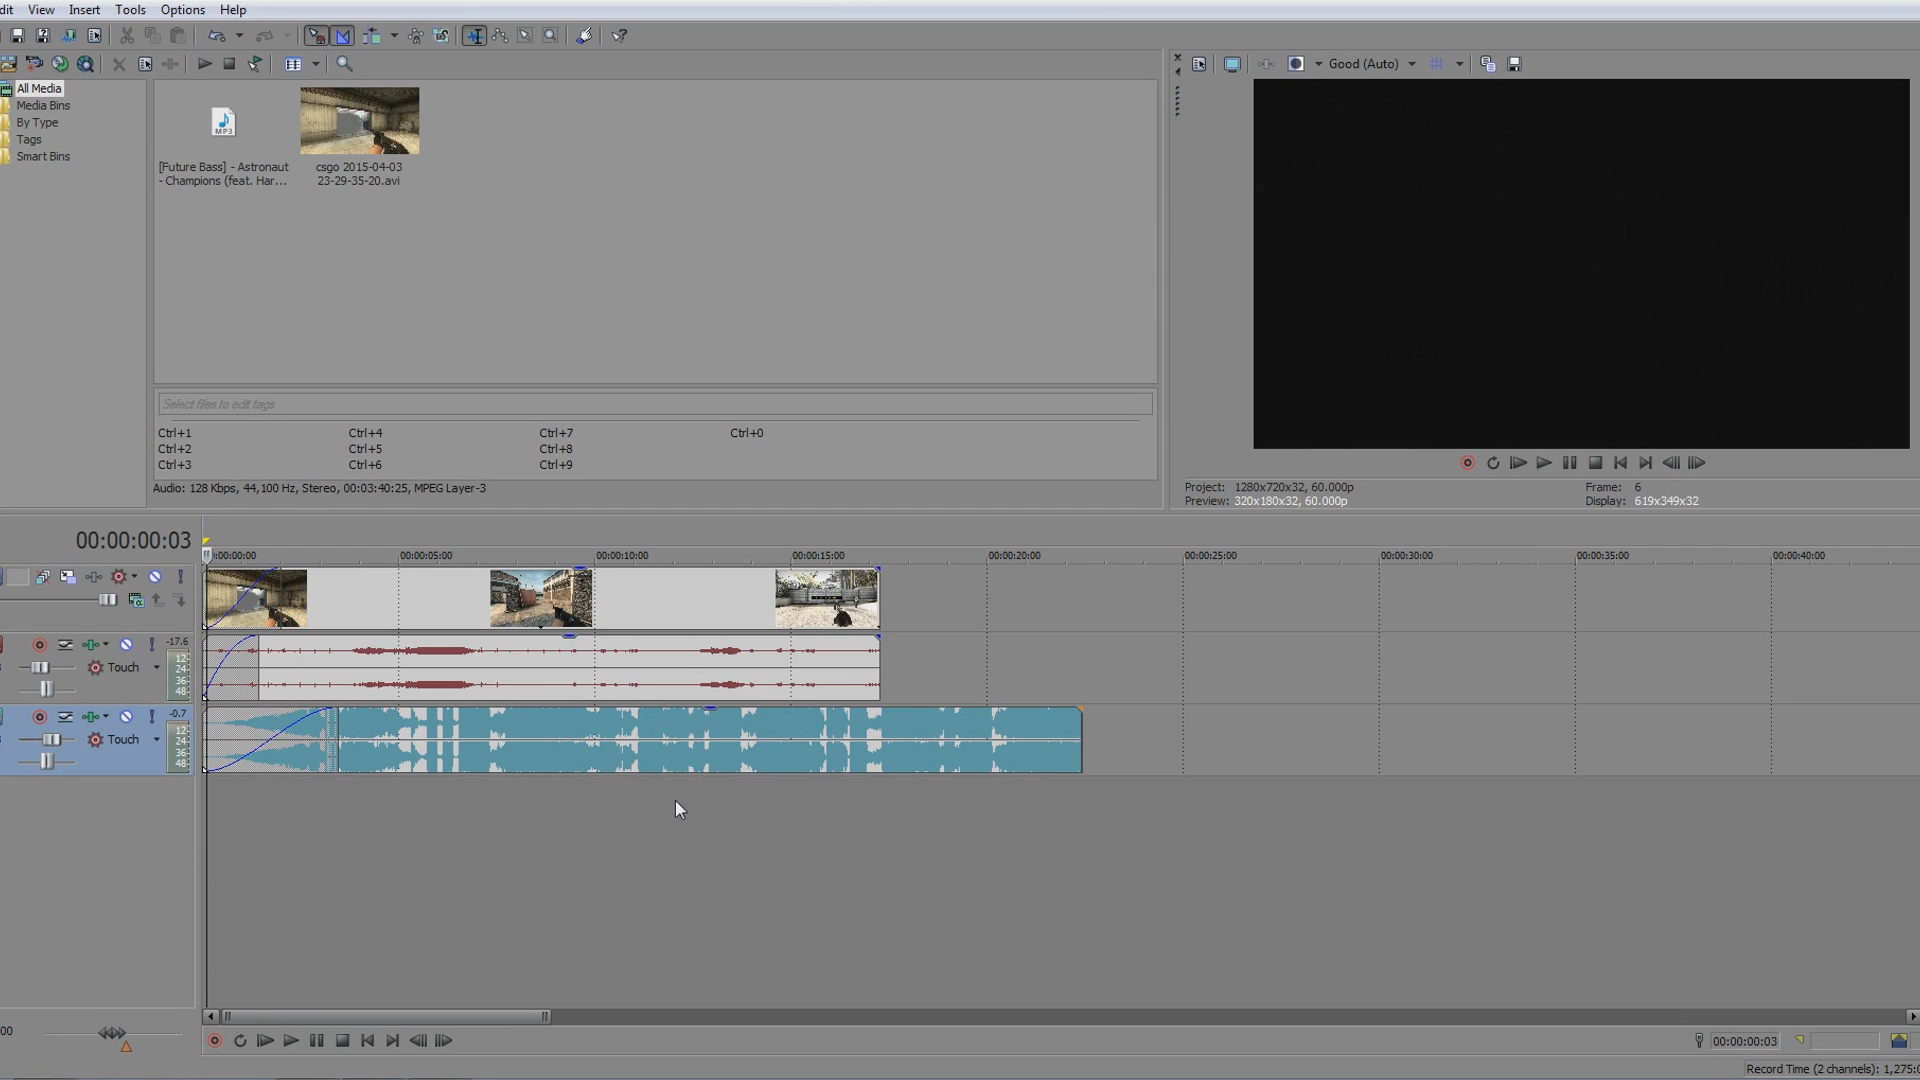 dit View Insert Tools Options Help
Good (Auto)
All Media
Media Bins
By Type
Tags
Smart Bins
MP3
[Future Bass] - Astronaut
- Champions (feat. Har...
csgo 2015-04-03
23-29-35-20.avi
Select files to edit tags
Ctrl+1 Ctrl+4 Ctrl+7 Ctrl+0
Ctrl+2 Ctrl+5 Ctrl+8
Ctrl+3 Ctrl+6 Ctrl+9
Audio: 128 Kbps, 44,100 Hz, Stereo, 00:03:40:25, MPEG Layer-3
Project: 1280x720x32, 60.000p Frame: 6
Preview: 320x180x32, 60.000p Display: 619x349x32
00:00:00:03
:00:00:00 00:00:05:00 00:00:10:00 00:00:15:00 00:00:20:00 00:00:25:00 00:00:30:00 00:00:35:00 00:00:40:00
-17.6
12
24
36
48
Touch
-0.7
12
24
36
48
Touch
00
00:00:00:03
Record Time (2 channels): 1,275:0